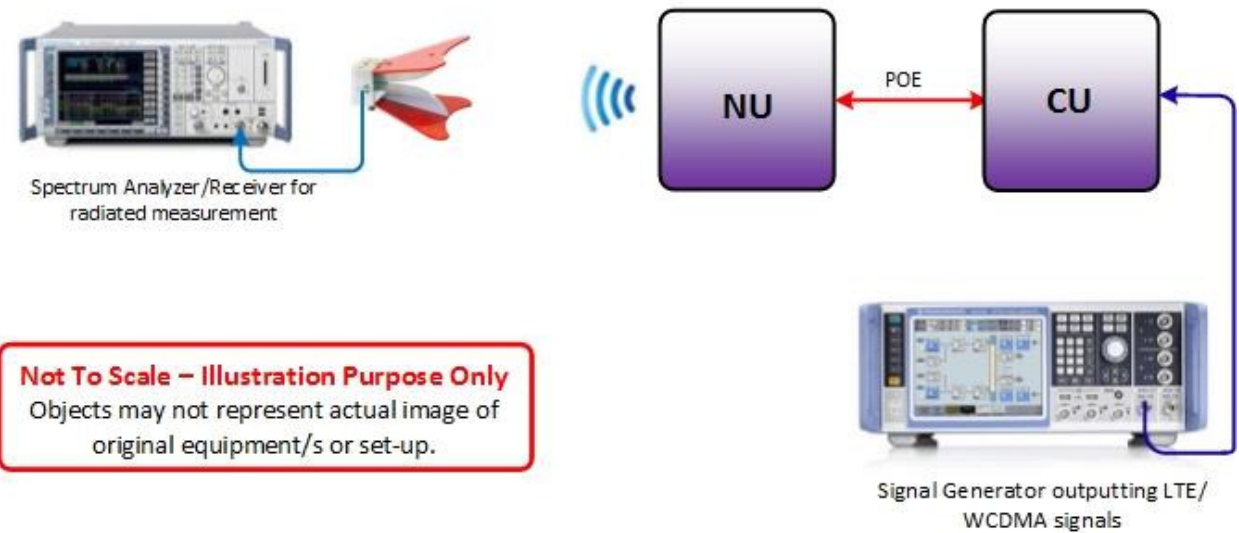 NU
POE
CU
Spectrum Analyzer/Receiver for
radiated measurement
Not To Scale – Illustration Purpose Only
Objects may not represent actual image of
original equipment/s or set-up.
Signal Generator outputting LTE/
WCDMA signals